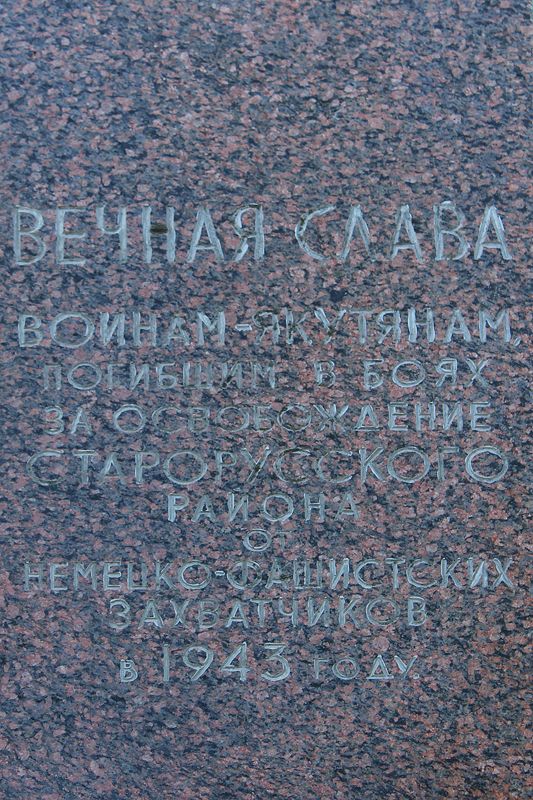 ВЕЧНАЯ СЛАВА
ВОИНАМ-ЯКУТЯНАМ,
ПОГИБШИМ В БОЯХ
ЗА ОСВОБОЖДЕНИЕ
СТАРОРУССКОГО
РАЙОНА
ОТ
НЕМЕЦКО-ФАШИСТСКИХ
ЗАХВАТЧИКОВ
В 1943 ГОДУ.